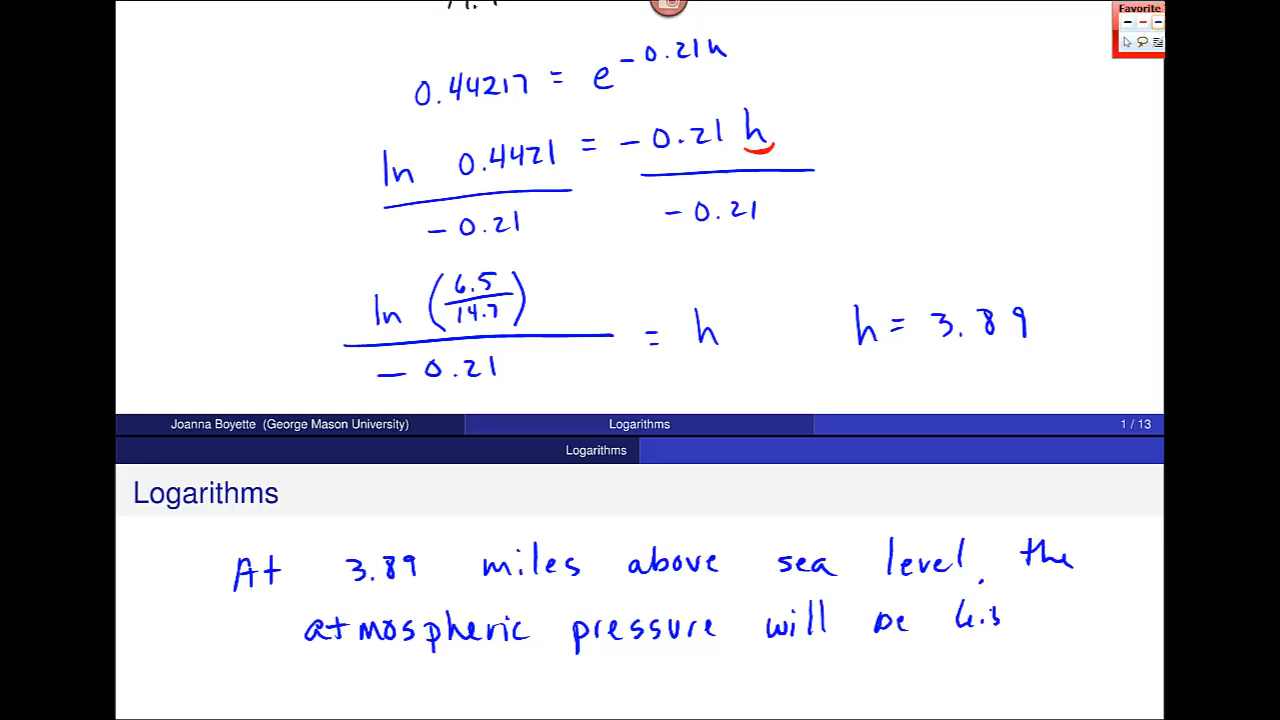 Favorite
0.44217 = e^{-0.21h}
ln 0.4421 = -0.21 h
-0.21 -0.21
ln (6.5/14.7)
= h h = 3.89
-0.21
Joanna Boyette (George Mason University) Logarithms 1 / 13
Logarithms
Logarithms
At 3.89 miles above sea level, the
atmospheric pressure will be